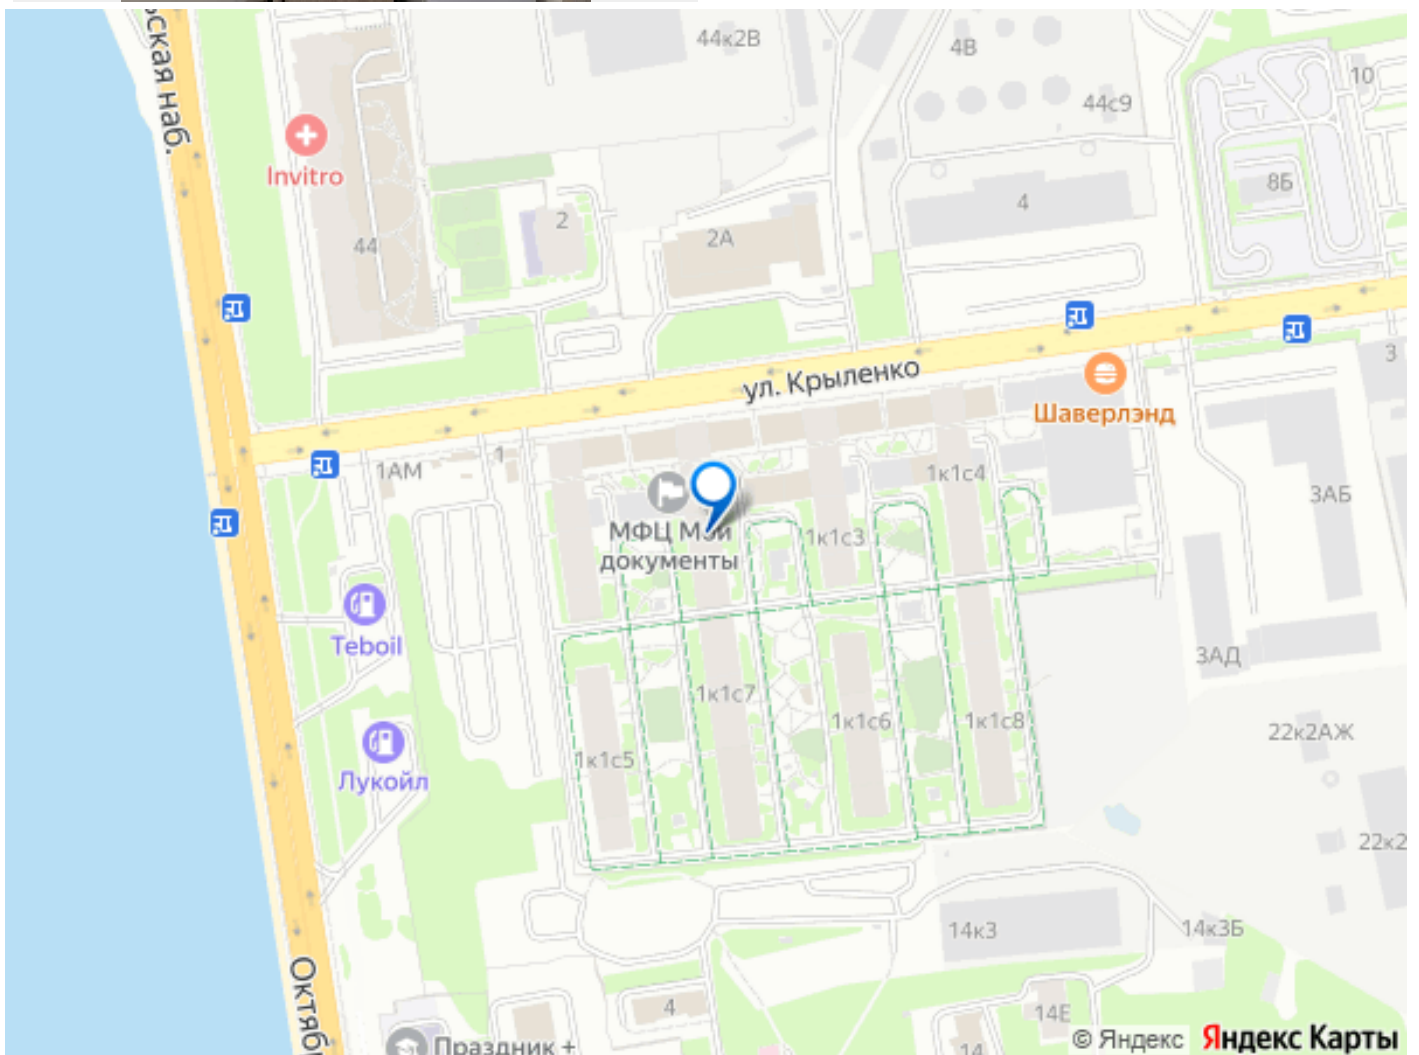 ская наб.
44к2В
4В
10
44с9
Invitro
8Б
2
4
44
2А
ул. Крыленко
3
Шаверлэнд
1АМ
1
1к1с4
3АБ
МФЦ Мои
документы
1к1с3
Teboil
3АД
1к1с7
1к1с6
1к1с8
22к2АЖ
1к1с5
Лукойл
22к2
14к3
14к3Б
Октяб
4
14Е
Праздник +
14
© Яндекс
Яндекс Карты